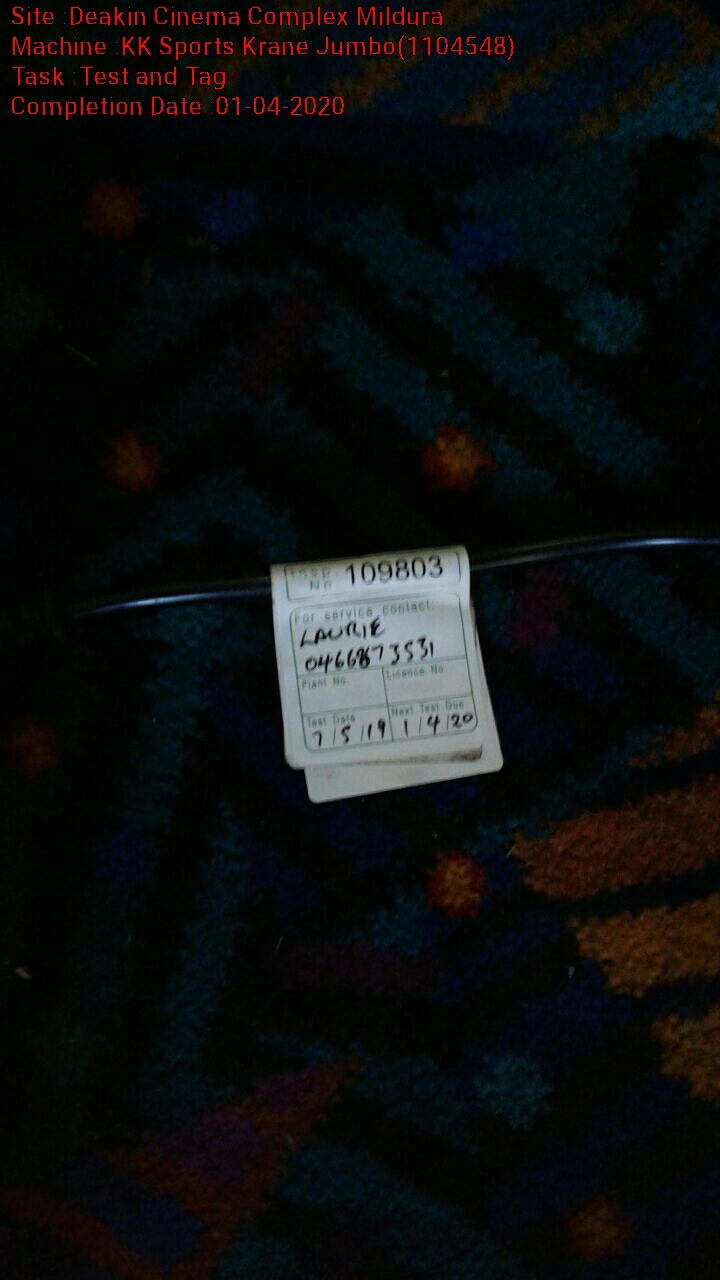 Site :Deakin Cinema Complex Mildura
Machine :KK Sports Krane Jumbo(1104548)
Task :Test and Tag
Completion Date :01-04-2020
No. 109803
For service contact:
LAURIE
0466873531
Plant No. Licence No.
Test Date Next Test Due
7/5/19 1/4/20